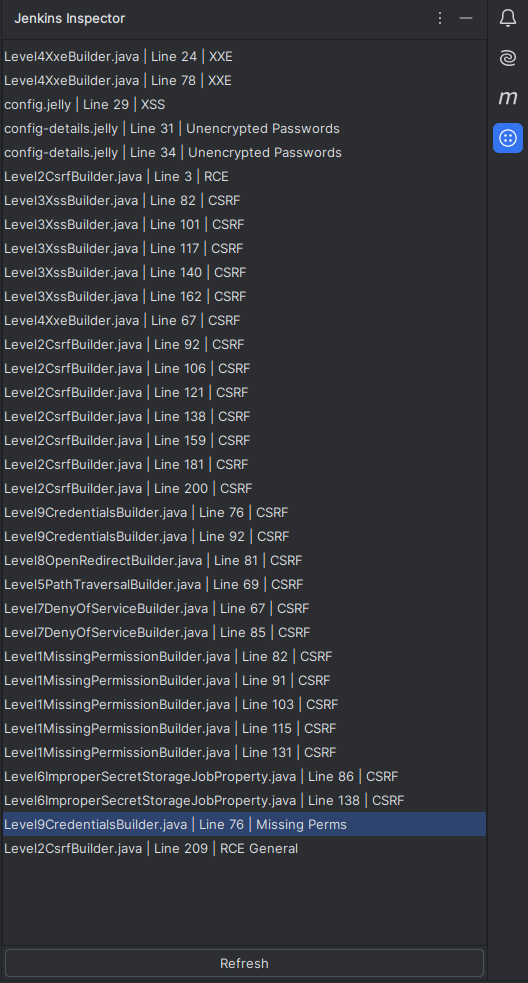 Jenkins Inspector
Level4XxeBuilder.java | Line 24 | XXE
Level4XxeBuilder.java | Line 78 | XXE
config.jelly | Line 29 | XSS
config-details.jelly | Line 31 | Unencrypted Passwords
config-details.jelly | Line 34 | Unencrypted Passwords
Level2CsrfBuilder.java | Line 3 | RCE
Level3XssBuilder.java | Line 82 | CSRF
Level3XssBuilder.java | Line 101 | CSRF
Level3XssBuilder.java | Line 117 | CSRF
Level3XssBuilder.java | Line 140 | CSRF
Level3XssBuilder.java | Line 162 | CSRF
Level4XxeBuilder.java | Line 67 | CSRF
Level2CsrfBuilder.java | Line 92 | CSRF
Level2CsrfBuilder.java | Line 106 | CSRF
Level2CsrfBuilder.java | Line 121 | CSRF
Level2CsrfBuilder.java | Line 138 | CSRF
Level2CsrfBuilder.java | Line 159 | CSRF
Level2CsrfBuilder.java | Line 181 | CSRF
Level2CsrfBuilder.java | Line 200 | CSRF
Level9CredentialsBuilder.java | Line 76 | CSRF
Level9CredentialsBuilder.java | Line 92 | CSRF
Level8OpenRedirectBuilder.java | Line 81 | CSRF
Level5PathTraversalBuilder.java | Line 69 | CSRF
Level7DenyOfServiceBuilder.java | Line 67 | CSRF
Level7DenyOfServiceBuilder.java | Line 85 | CSRF
Level1MissingPermissionBuilder.java | Line 82 | CSRF
Level1MissingPermissionBuilder.java | Line 91 | CSRF
Level1MissingPermissionBuilder.java | Line 103 | CSRF
Level1MissingPermissionBuilder.java | Line 115 | CSRF
Level1MissingPermissionBuilder.java | Line 131 | CSRF
Level6ImproperSecretStorageJobProperty.java | Line 86 | CSRF
Level6ImproperSecretStorageJobProperty.java | Line 138 | CSRF
Level9CredentialsBuilder.java | Line 76 | Missing Perms
Level2CsrfBuilder.java | Line 209 | RCE General
Refresh
m